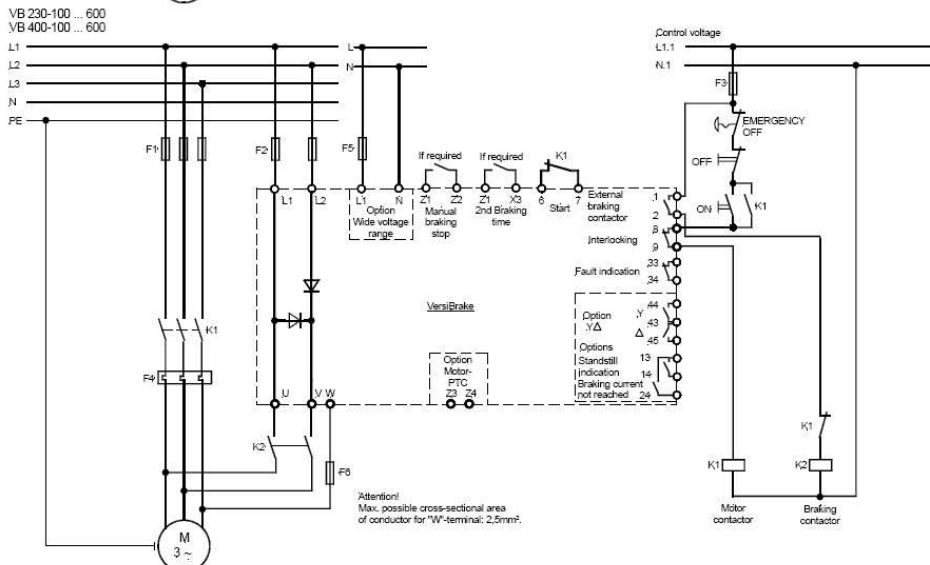 VB 230-100 ... 600
VB 400-100 ... 600
L1
L2
L3
N
PE
L
N
Control voltage
L1.1
N.1
F1
F2
F5
F3
EMERGENCY
OFF
OFF
ON
K1
If required
If required
K1
L1
L2
L1
N
Z1
Z2
Z1
X3
6
7
Option
Wide voltage
range
Manual
braking
stop
2nd Braking
time
Start
External
braking
contactor
1
2
Interlocking
8
9
Fault indication
33
34
VersiBrake
Option
Y∆
Y
∆
44
43
45
Options
Standstill
indication
Braking current
not reached
13
14
24
Option
Motor-
PTC
Z3
Z4
K1
F4
U
V
W
K2
F6
K1
K1
K2
Attention!
Max. possible cross-sectional area
of conductor for "W"-terminal: 2,5mm².
Motor
contactor
Braking
contactor
M
3 ~